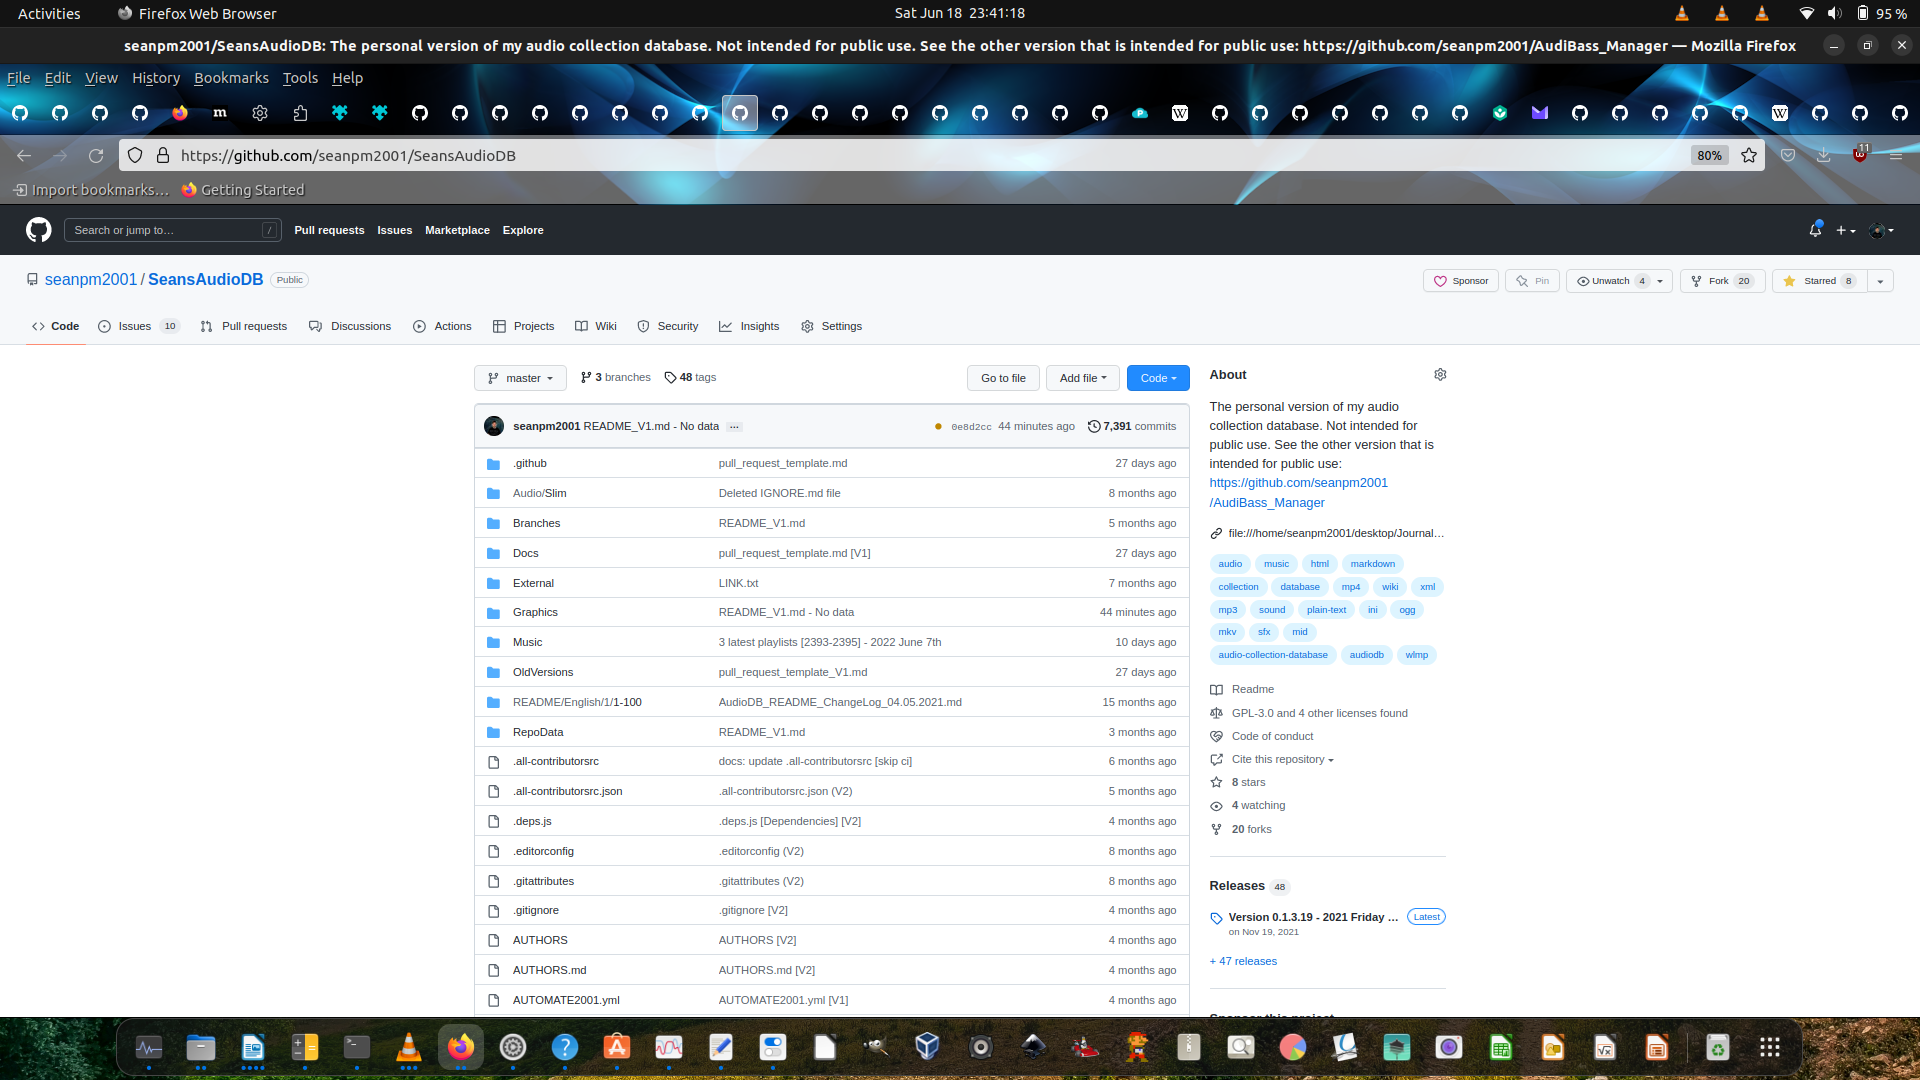 Activities Firefox Web Browser Sat Jun 18 23:41:18 95 %
seanpm2001/SeansAudioDB: The personal version of my audio collection database. Not intended for public use. See the other version that is intended for public use: https://github.com/seanpm2001/AudiBass_Manager — Mozilla Firefox
File Edit View History Bookmarks Tools Help
https://github.com/seanpm2001/SeansAudioDB 80% 11
Import bookmarks… Getting Started
Search or jump to… / Pull requests Issues Marketplace Explore
seanpm2001 / SeansAudioDB Public Sponsor Pin Unwatch 4 Fork 20 Starred 8
Code Issues 10 Pull requests Discussions Actions Projects Wiki Security Insights Settings
master 3 branches 48 tags Go to file Add file Code
seanpm2001 README_V1.md - No data ... 0e8d2cc 44 minutes ago 7,391 commits
.github pull_request_template.md 27 days ago
Audio/Slim Deleted IGNORE.md file 8 months ago
Branches README_V1.md 5 months ago
Docs pull_request_template.md [V1] 27 days ago
External LINK.txt 7 months ago
Graphics README_V1.md - No data 44 minutes ago
Music 3 latest playlists [2393-2395] - 2022 June 7th 10 days ago
OldVersions pull_request_template_V1.md 27 days ago
README/English/1/1-100 AudioDB_README_ChangeLog_04.05.2021.md 15 months ago
RepoData README_V1.md 3 months ago
.all-contributorsrc docs: update .all-contributorsrc [skip ci] 6 months ago
.all-contributorsrc.json .all-contributorsrc.json (V2) 5 months ago
.deps.js .deps.js [Dependencies] [V2] 4 months ago
.editorconfig .editorconfig (V2) 8 months ago
.gitattributes .gitattributes (V2) 8 months ago
.gitignore .gitignore [V2] 4 months ago
AUTHORS AUTHORS [V2] 4 months ago
AUTHORS.md AUTHORS.md [V2] 4 months ago
AUTOMATE2001.yml AUTOMATE2001.yml [V1] 4 months ago
About
The personal version of my audio
collection database. Not intended for
public use. See the other version that is
intended for public use:
https://github.com/seanpm2001
/AudiBass_Manager
file:///home/seanpm2001/desktop/Journal…
audio music html markdown
collection database mp4 wiki xml
mp3 sound plain-text ini ogg
mkv sfx mid
audio-collection-database audiodb wlmp
Readme
GPL-3.0 and 4 other licenses found
Code of conduct
Cite this repository
8 stars
4 watching
20 forks
Releases 48
Version 0.1.3.19 - 2021 Friday … Latest
on Nov 19, 2021
+ 47 releases
Sponsor this project